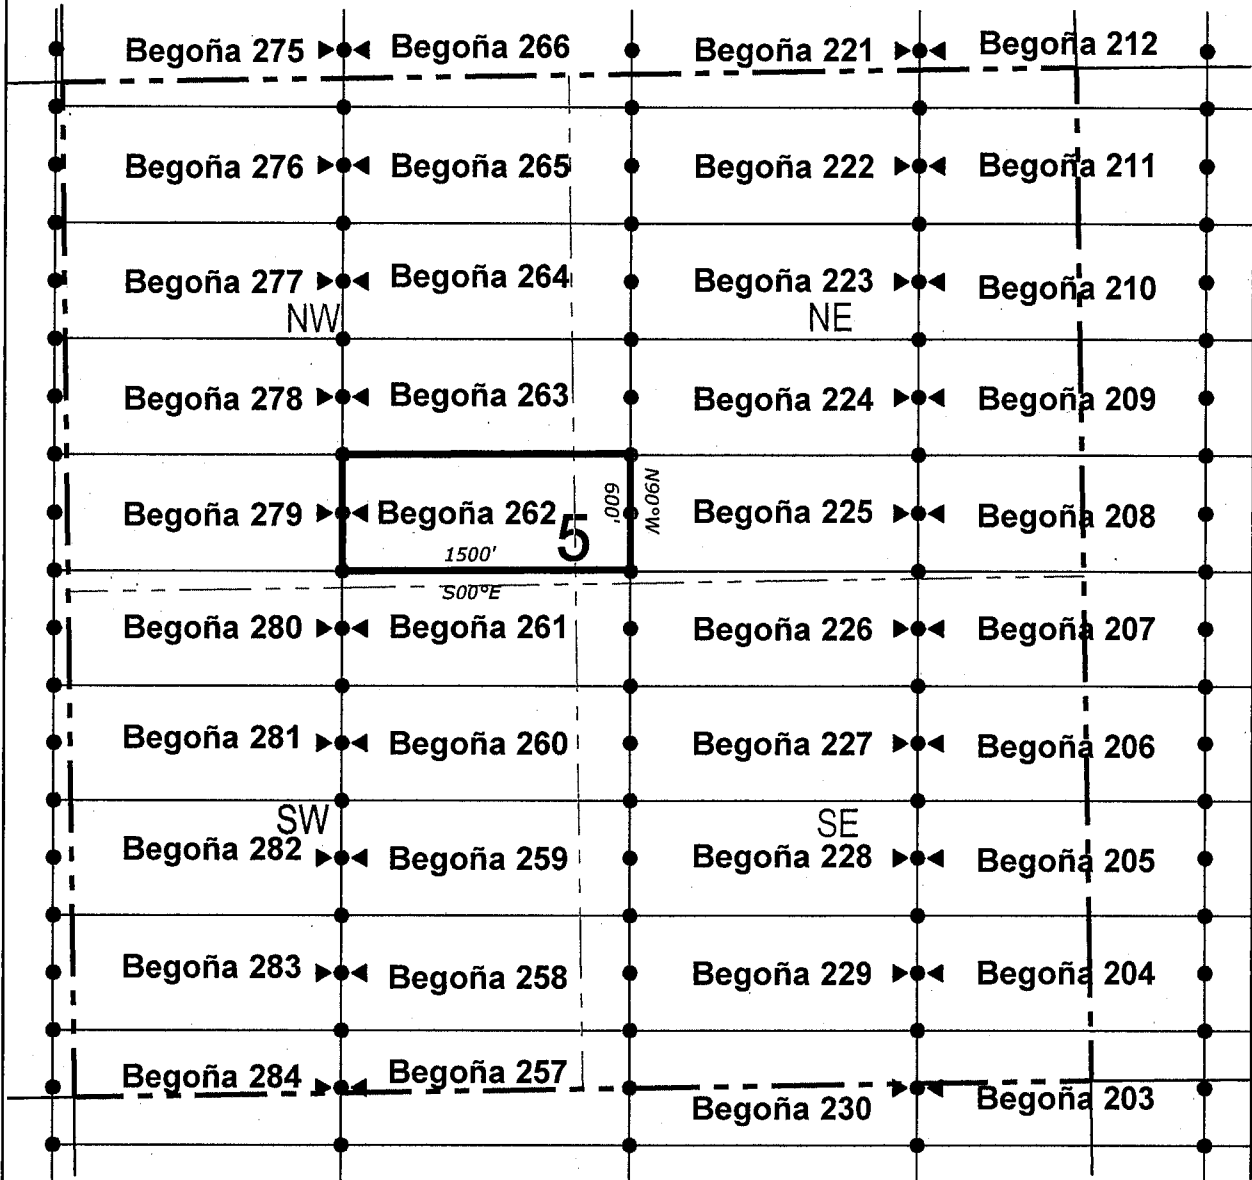 Begoña 275 Begoña 266 Begoña 221 Begoña 212
Begoña 276 Begoña 265 Begoña 222 Begoña 211
Begoña 277 Begoña 264 Begoña 223 Begoña 210
NW NE
Begoña 278 Begoña 263 Begoña 224 Begoña 209
Begoña 279 Begoña 262 5 600' N90°W Begoña 225 Begoña 208
1500'
S00°E
Begoña 280 Begoña 261 Begoña 226 Begoña 207
Begoña 281 Begoña 260 Begoña 227 Begoña 206
SW SE
Begoña 282 Begoña 259 Begoña 228 Begoña 205
Begoña 283 Begoña 258 Begoña 229 Begoña 204
Begoña 284 Begoña 257 Begoña 230 Begoña 203